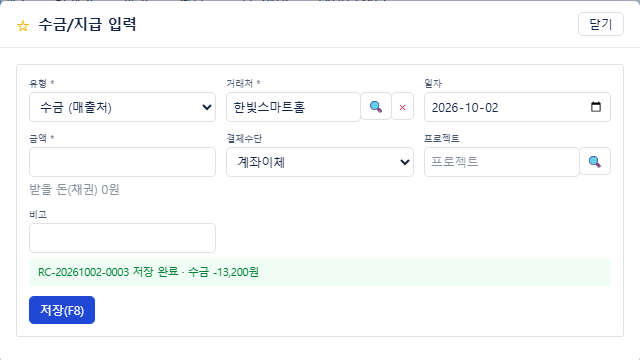 수금/지급 입력
닫기
유형 *
거래처 *
일자
수금 (매출처)
한빛스마트홈
2026-10-02
금액 *
결제수단
프로젝트
계좌이체
프로젝트
받을 돈(채권) 0원
비고
RC-20261002-0003 저장 완료 · 수금 -13,200원
저장(F8)